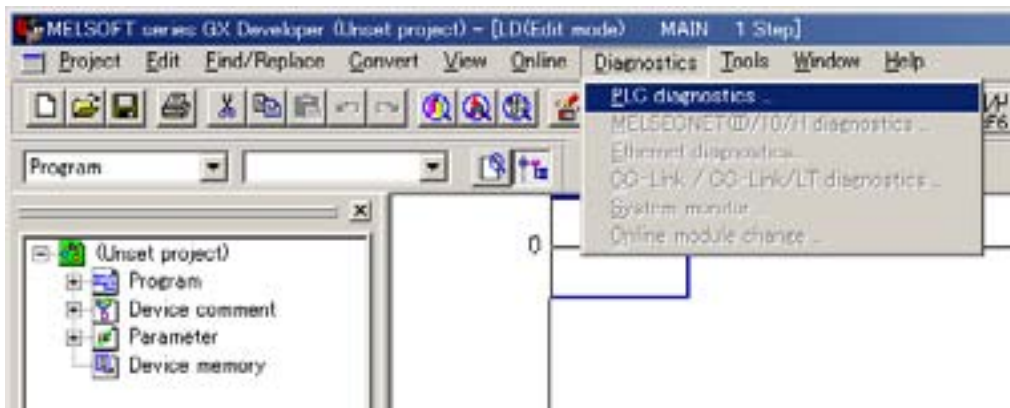 MELSOFT series GX Developer (Unset project) - [LD(Edit mode) MAIN 1 Step]
Project Edit Find/Replace Convert View Online Diagnostics Tools Window Help
PLC diagnostics ...
MELSECNET(II)/10/H diagnostics ...
Ethernet diagnostics ...
CC-Link / CC-Link/LT diagnostics ...
System monitor ...
Online module change ...
F6
Program
0
(Unset project)
Program
Device comment
Parameter
Device memory